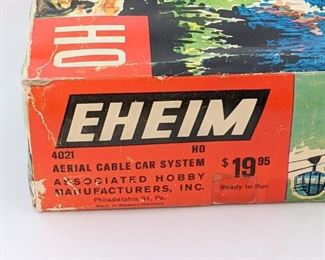 HO
EHEIM
4021 HO
AERIAL CABLE CAR SYSTEM
ASSOCIATED HOBBY
MANUFACTURERS, INC.
Philadelphia 34, Pa.
Made in Western Germany
$19.95
Ready to Run